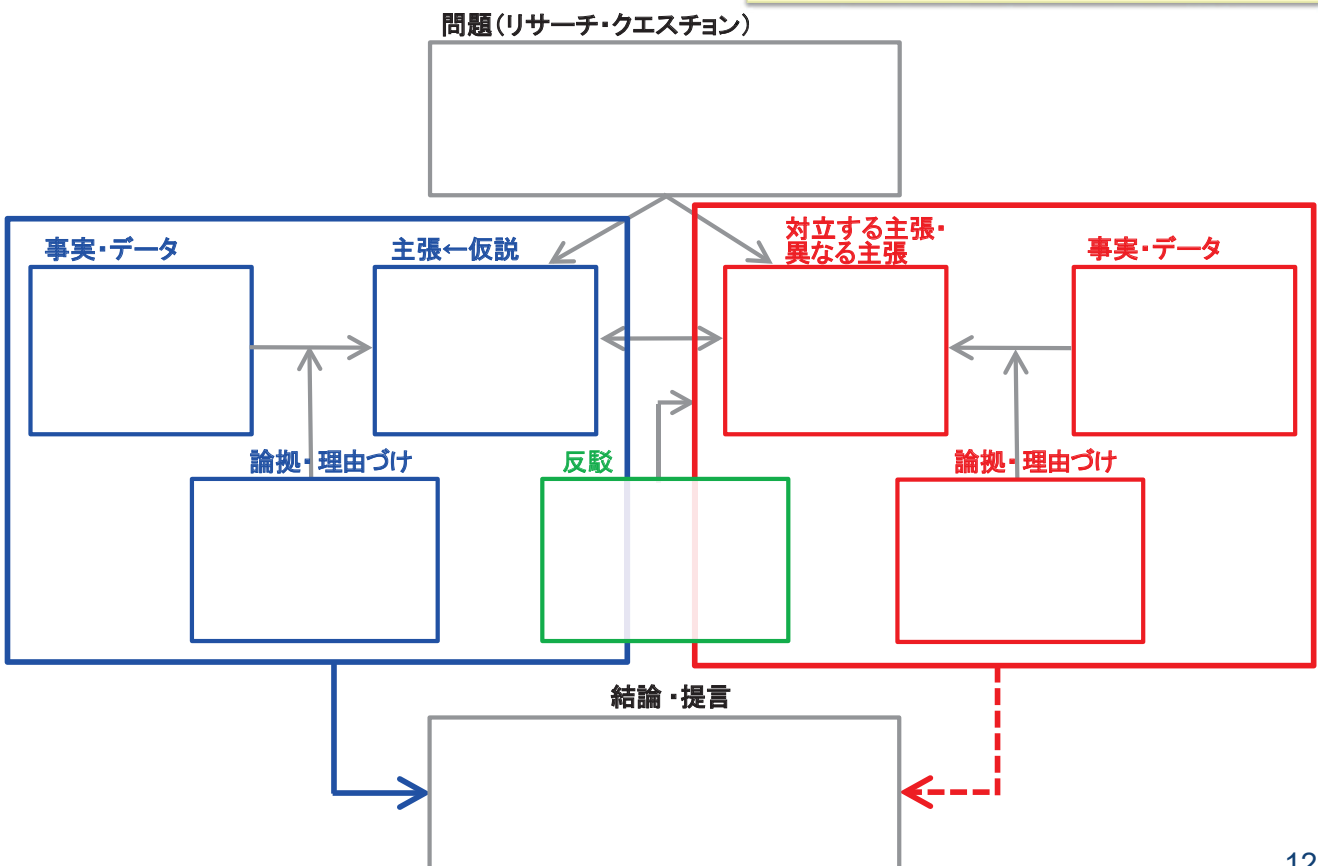 問題(リサーチ・クエスチョン)
事実・データ
主張←仮説
対立する主張・
異なる主張
事実・データ
論拠・理由づけ
反駁
論拠・理由づけ
結論・提言
12